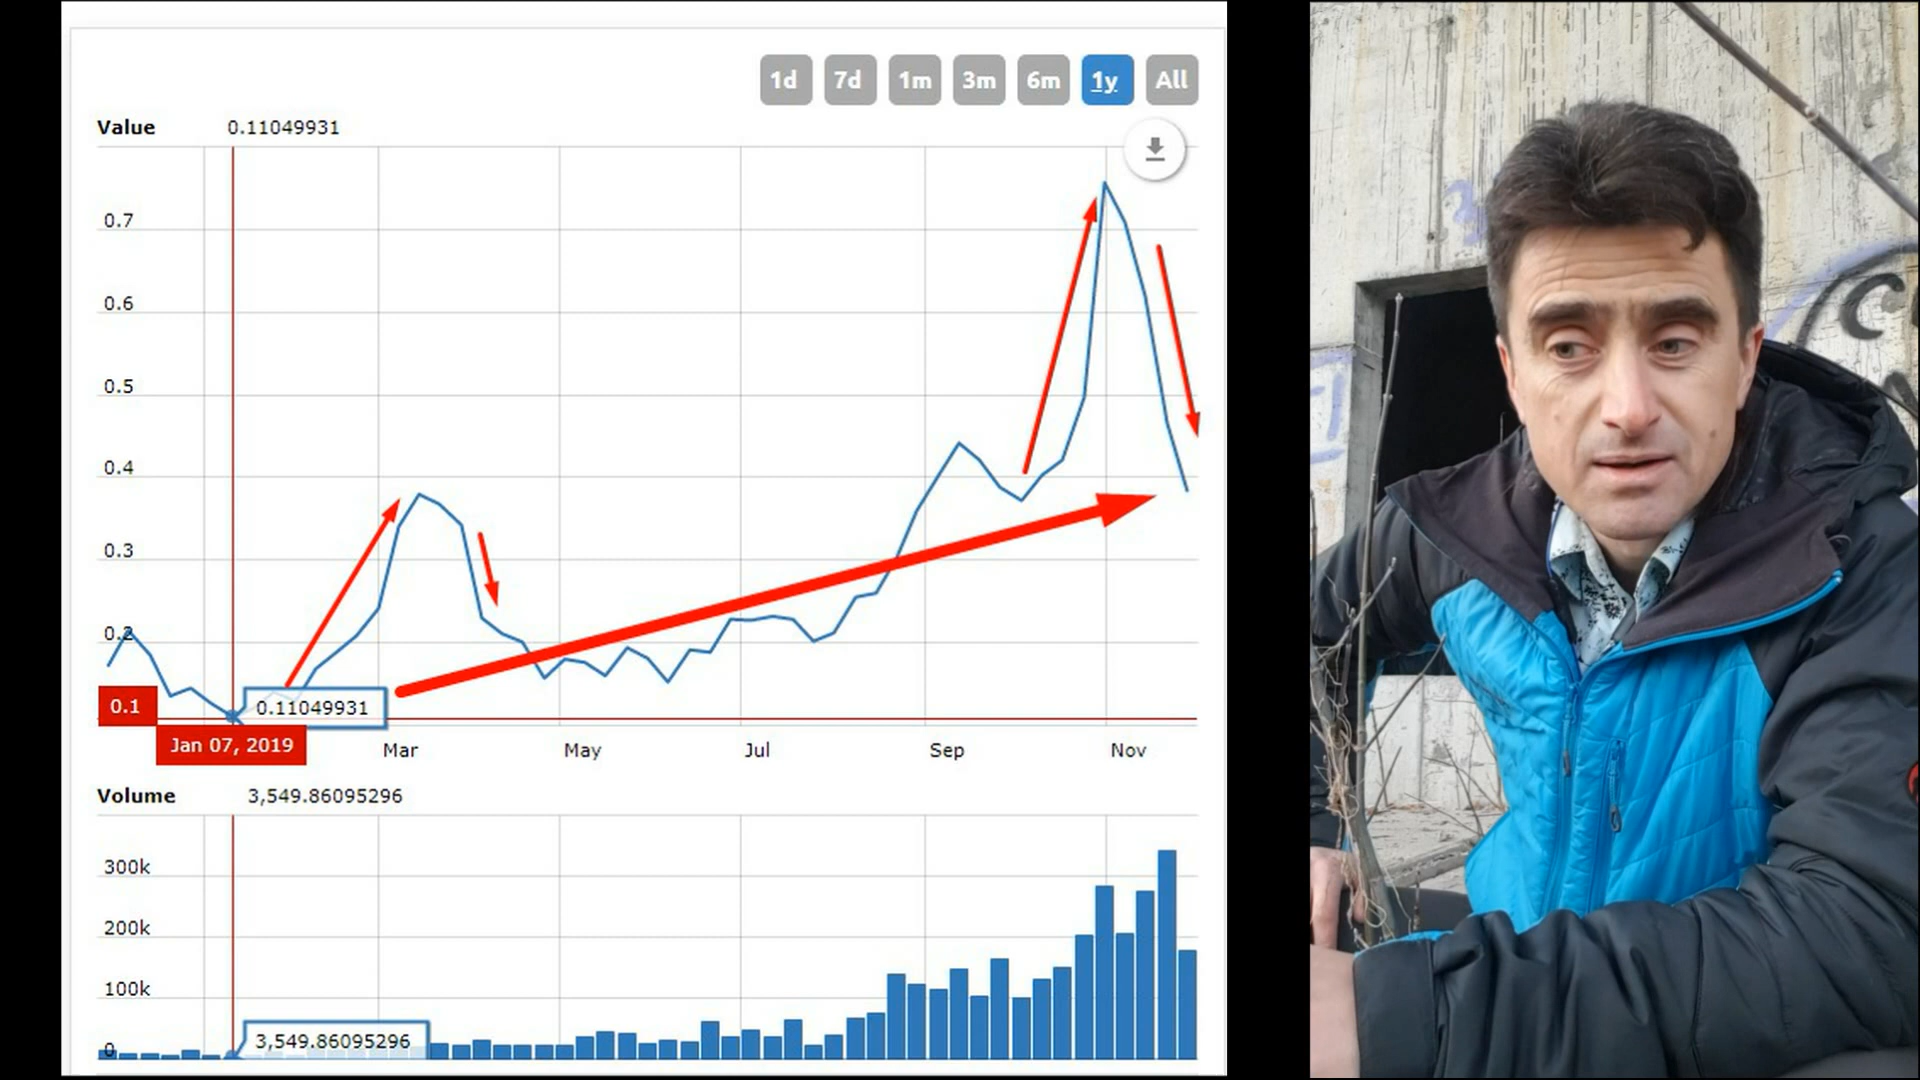 1d 7d 1m 3m 6m 1y All
Value 0.11049931
0.7
0.6
0.5
0.4
0.3
0.2
0.1 0.11049931
Jan 07, 2019 Mar May Jul Sep Nov
Volume 3,549.86095296
300k
200k
100k
0 3,549.86095296